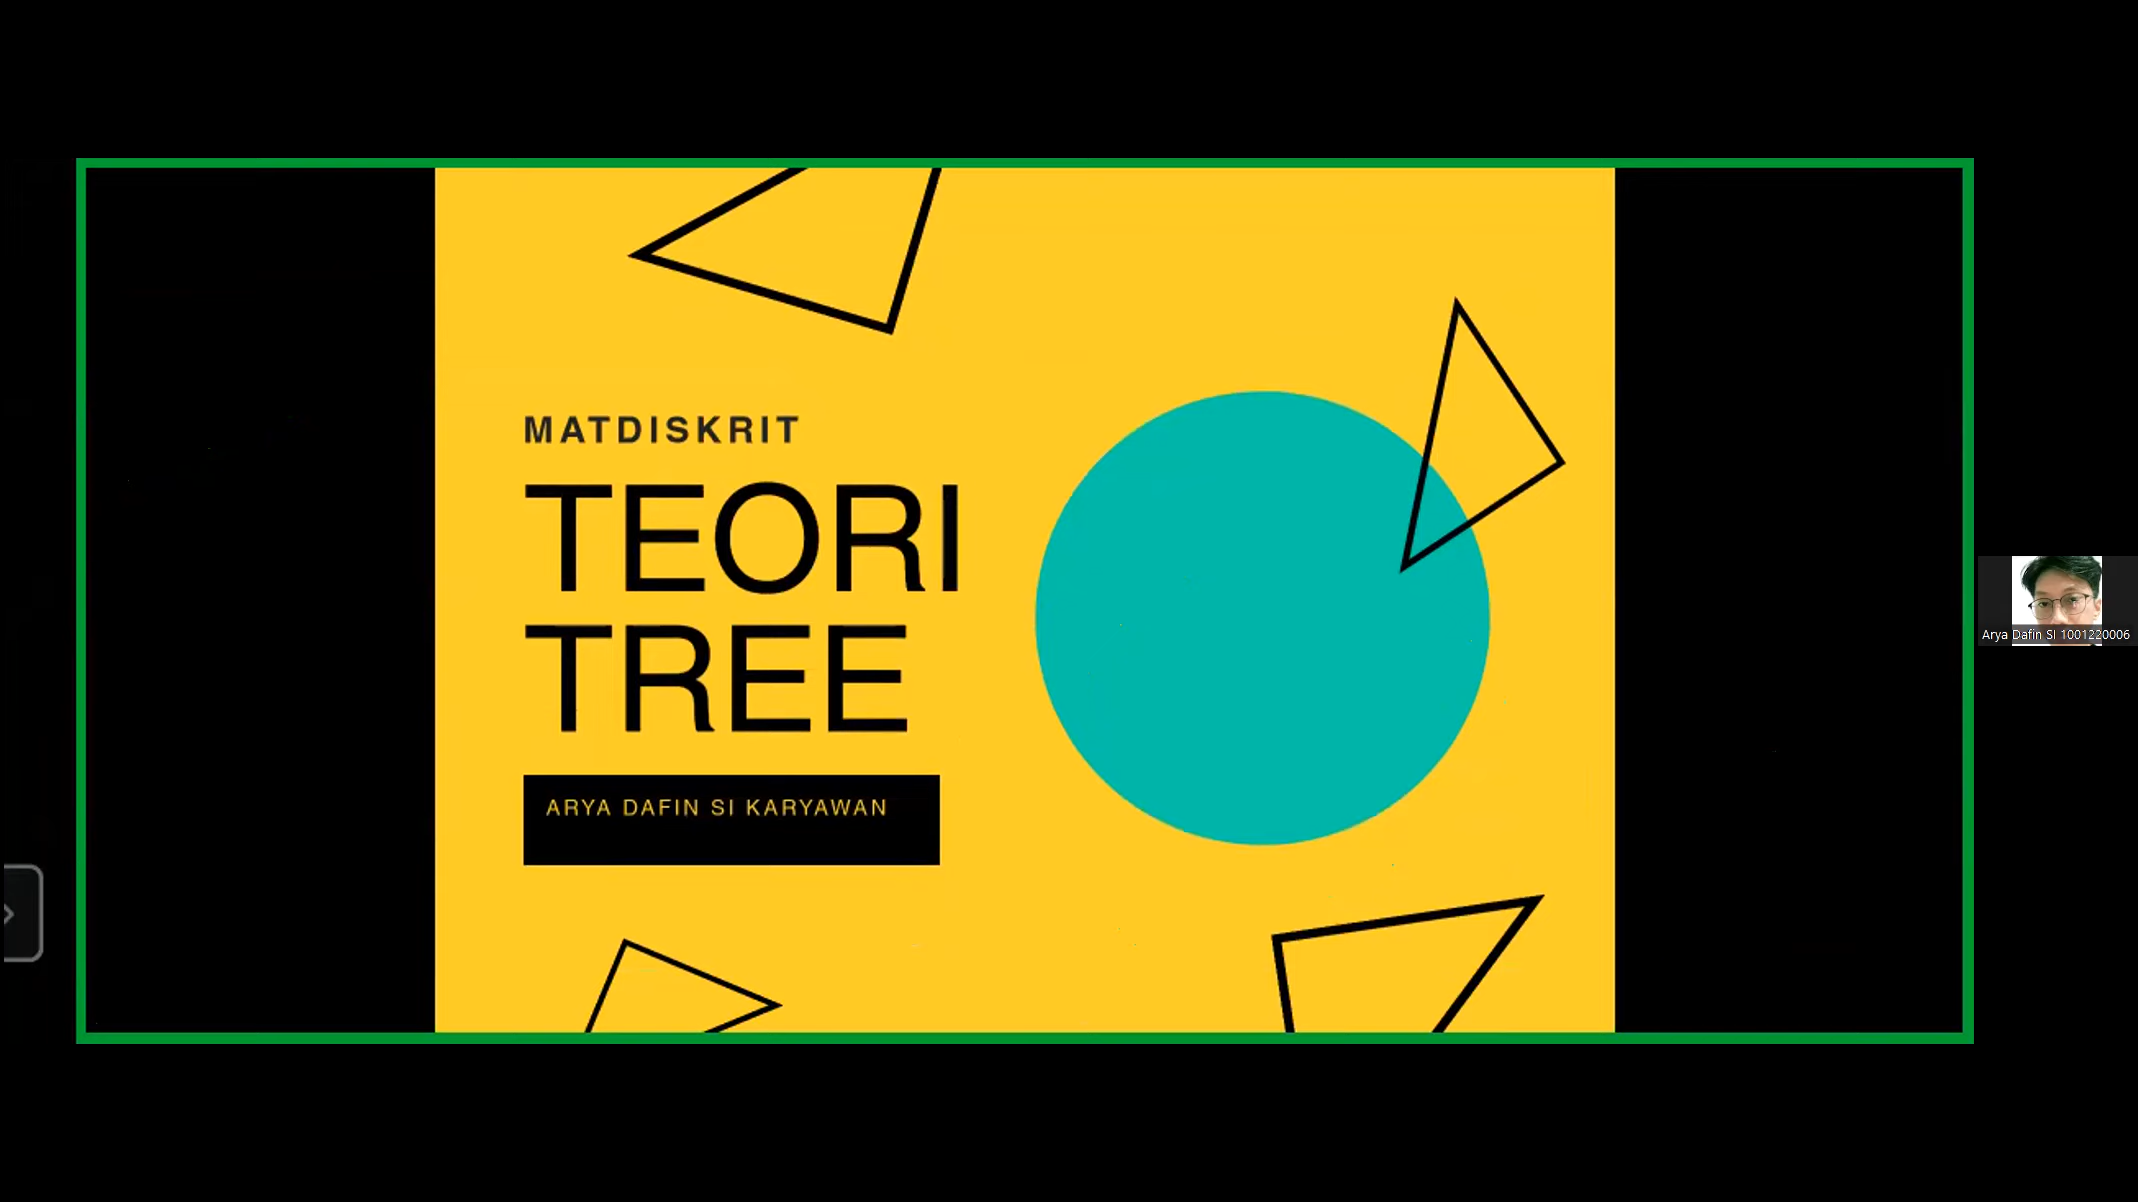 MATDISKRIT
TEORI
TREE
ARYA DAFIN SI KARYAWAN
Arya Dafin SI 1001220006